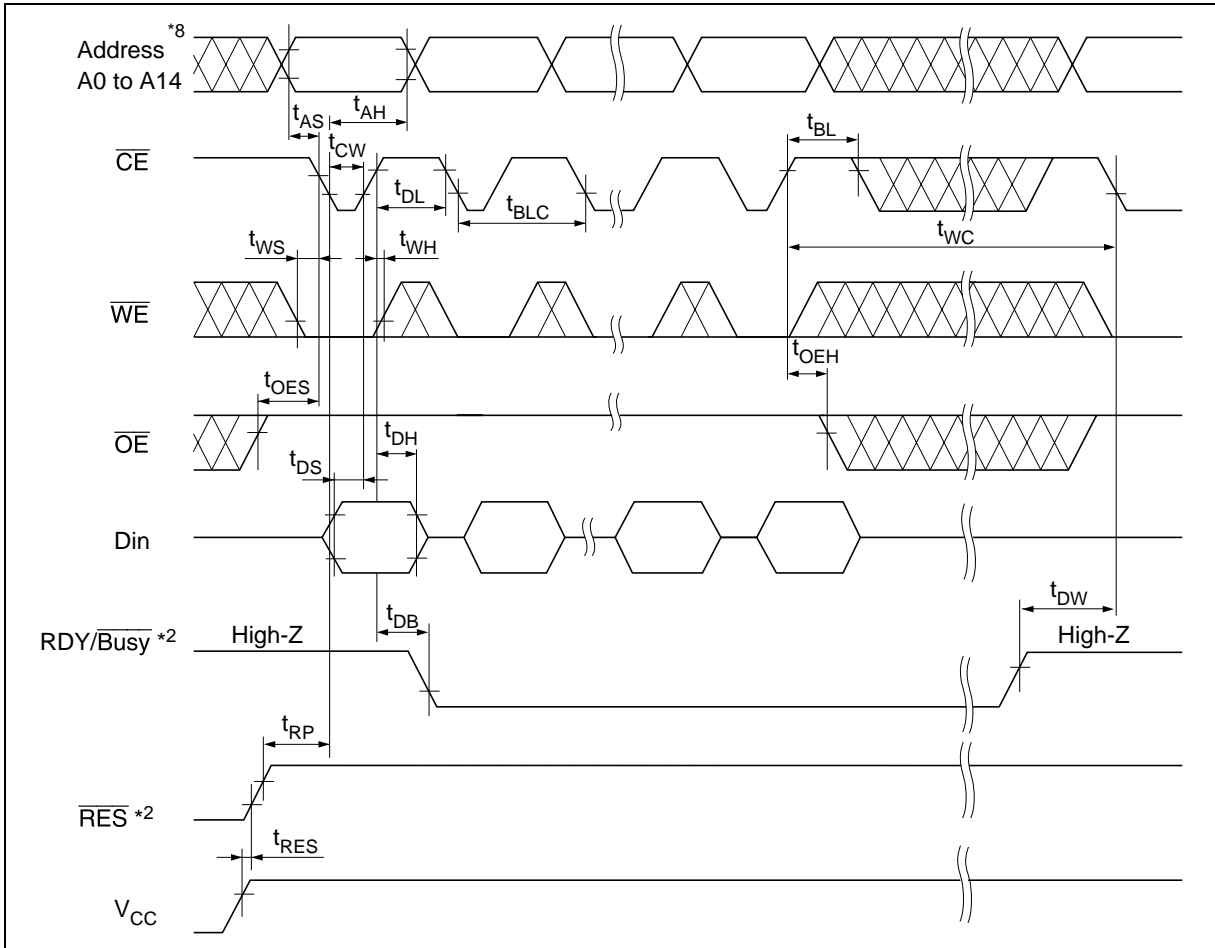 Address *8
A0 to A14
tAS
tAH
tCW
tBL
CE
tDL
tBLC
tWC
tWS
tWH
WE
tOEH
tOES
OE
tDH
tDS
Din
tDB
tDW
RDY/Busy *2
High-Z
High-Z
tRP
RES *2
tRES
VCC